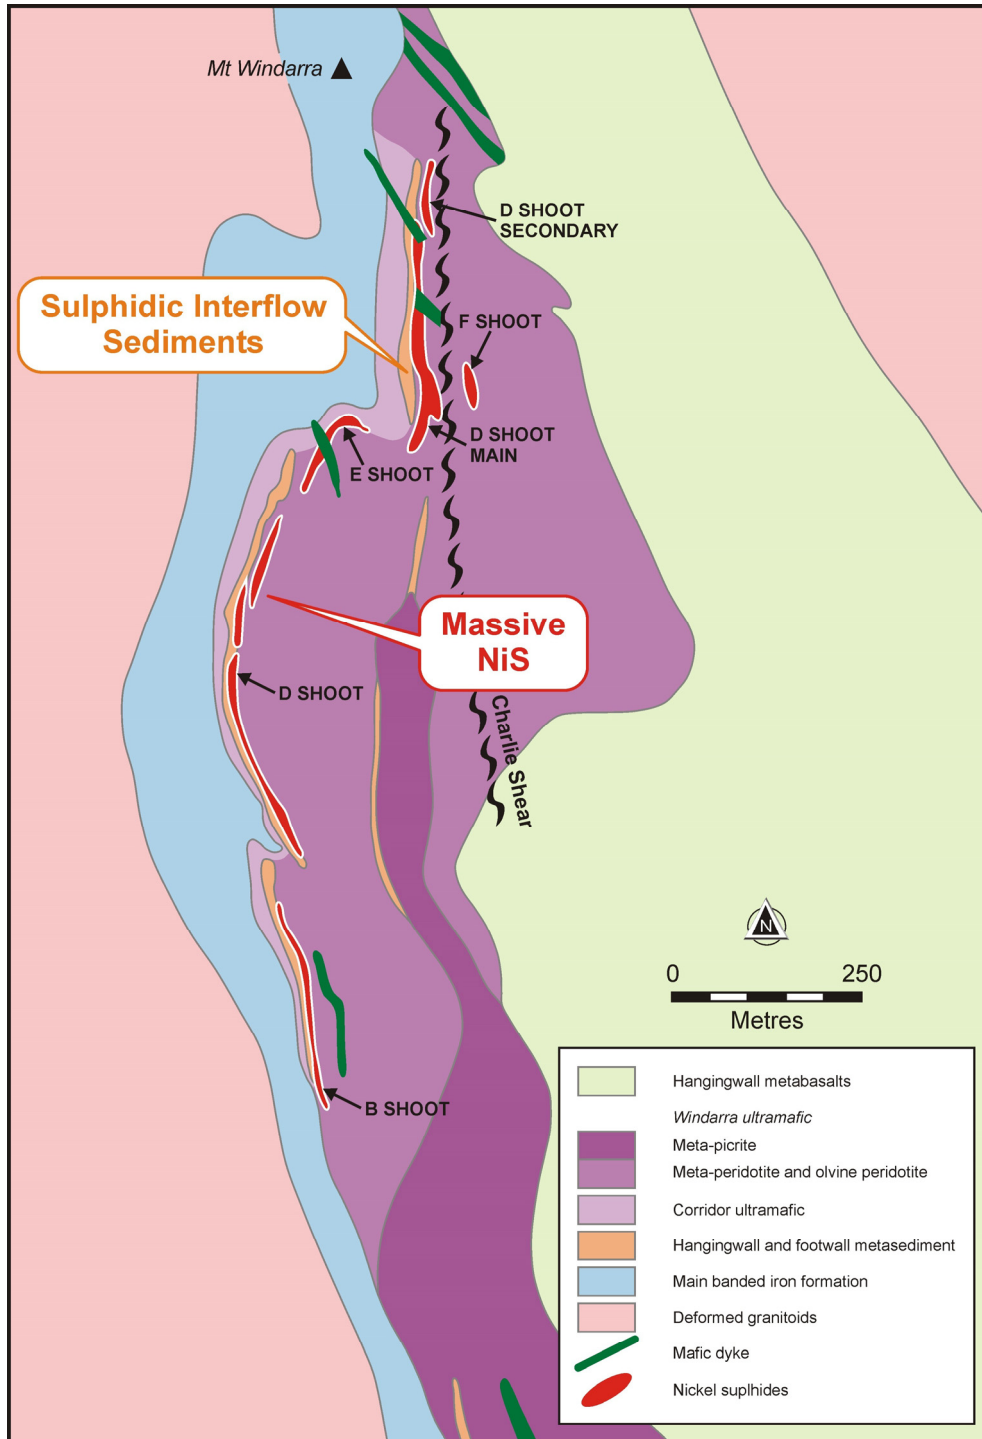 Mt Windarra
D SHOOT
SECONDARY
Sulphidic Interflow
Sediments
F SHOOT
D SHOOT
MAIN
E SHOOT
Massive
NiS
D SHOOT
Charlie Shear
N
0 250
Metres
B SHOOT
Hangingwall metabasalts
Windarra ultramafic
Meta-picrite
Meta-peridotite and olvine peridotite
Corridor ultramafic
Hangingwall and footwall metasediment
Main banded iron formation
Deformed granitoids
Mafic dyke
Nickel suplhides